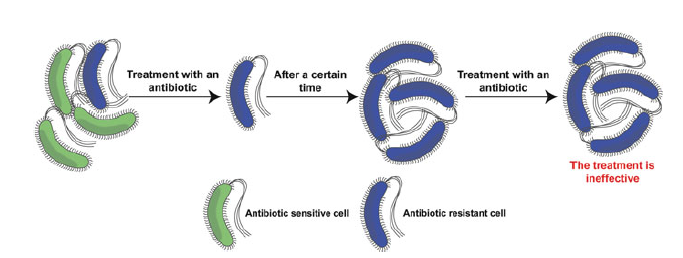 Treatment with an
antibiotic
After a certain
time
Treatment with an
antibiotic
The treatment is
ineffective
Antibiotic sensitive cell
Antibiotic resistant cell